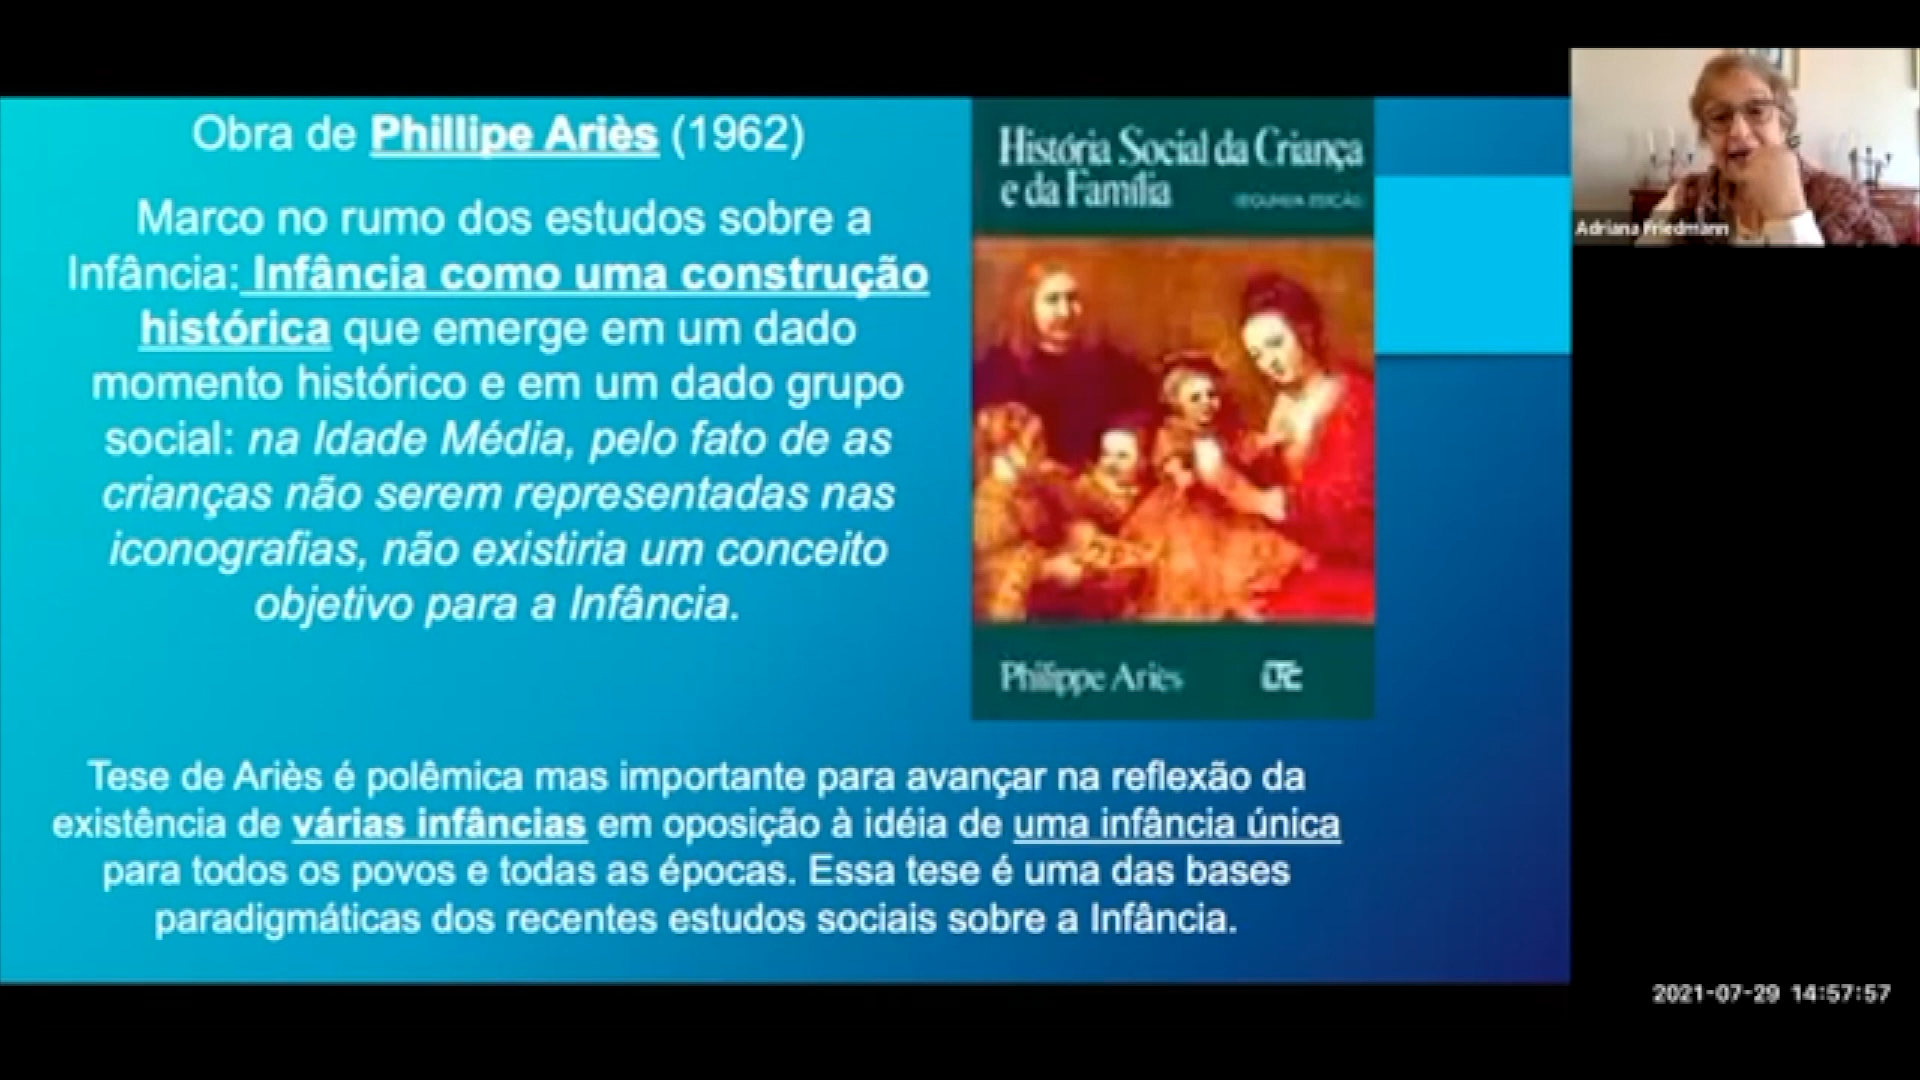 Obra de Phillipe Ariès (1962)
Marco no rumo dos estudos sobre a
Infância: Infância como uma construção
histórica que emerge em um dado
momento histórico e em um dado grupo
social: na Idade Média, pelo fato de as
crianças não serem representadas nas
iconografias, não existiria um conceito
objetivo para a Infância.
História Social da Criança
e da Família
SEGUNDA EDIÇÃO
Philippe Ariès
LTC
Tese de Ariès é polêmica mas importante para avançar na reflexão da
existência de várias infâncias em oposição à idéia de uma infância única
para todos os povos e todas as épocas. Essa tese é uma das bases
paradigmáticas dos recentes estudos sociais sobre a Infância.
Adriana Friedmann
2021-07-29 14:57:57